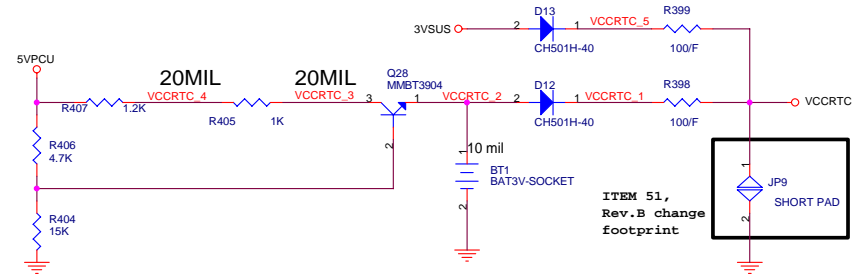 D13
R399
3VSUS
2
1
VCCRTC_5
CH501H-40
100/F
5VPCU
20MIL
20MIL
Q28
MMBT3904
D12
R398
VCCRTC_4
VCCRTC_3
3
1
VCCRTC_2
2
1
VCCRTC_1
VCCRTC
R407
1.2K
R405
1K
CH501H-40
100/F
2
R406
4.7K
1
10 mil
BT1
BAT3V-SOCKET
2
1
JP9
2
SHORT PAD
ITEM 51,
Rev.B change
footprint
R404
15K